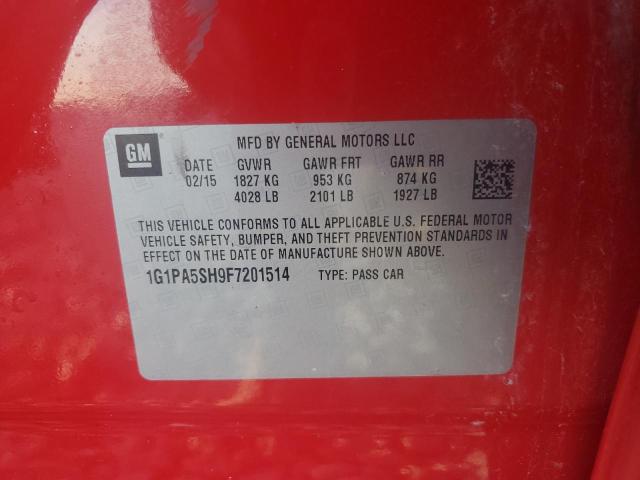 GM
MFD BY GENERAL MOTORS LLC
DATE GVWR GAWR FRT GAWR RR
02/15 1827 KG 953 KG 874 KG
4028 LB 2101 LB 1927 LB
THIS VEHICLE CONFORMS TO ALL APPLICABLE U.S. FEDERAL MOTOR
VEHICLE SAFETY, BUMPER, AND THEFT PREVENTION STANDARDS IN
EFFECT ON THE DATE OF MANUFACTURE SHOWN ABOVE.
1G1PA5SH9F7201514 TYPE: PASS CAR